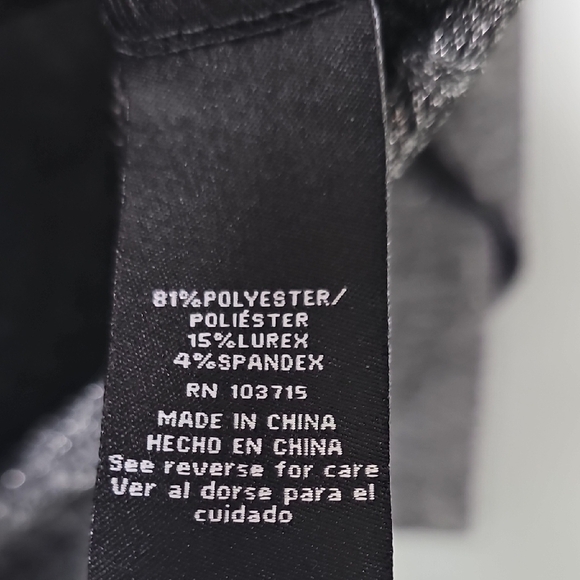 81%POLYESTER/
POLIÉSTER
15%LUREX
4%SPANDEX
RN 103715
MADE IN CHINA
HECHO EN CHINA
See reverse for care
Ver al dorse para el
cuidado